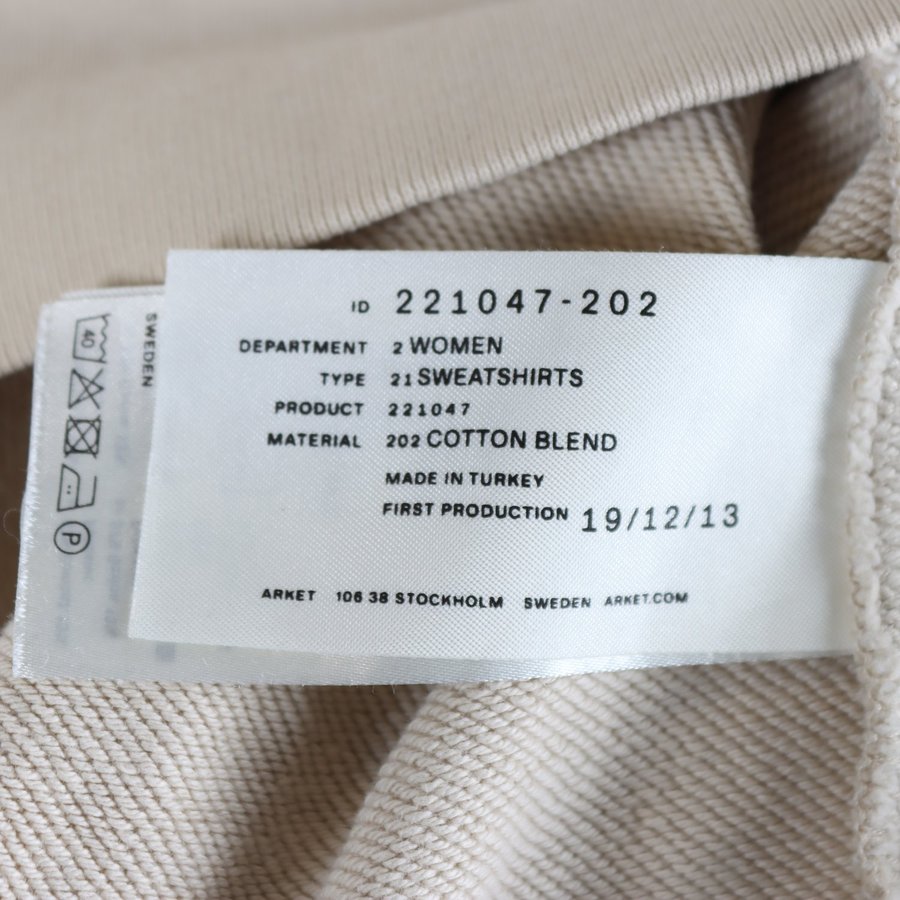 ID 221047-202
DEPARTMENT 2 WOMEN
TYPE 21 SWEATSHIRTS
PRODUCT 221047
MATERIAL 202 COTTON BLEND
MADE IN TURKEY
FIRST PRODUCTION 19/12/13
ARKET 106 38 STOCKHOLM SWEDEN ARKET.COM
SWEDEN
40
P